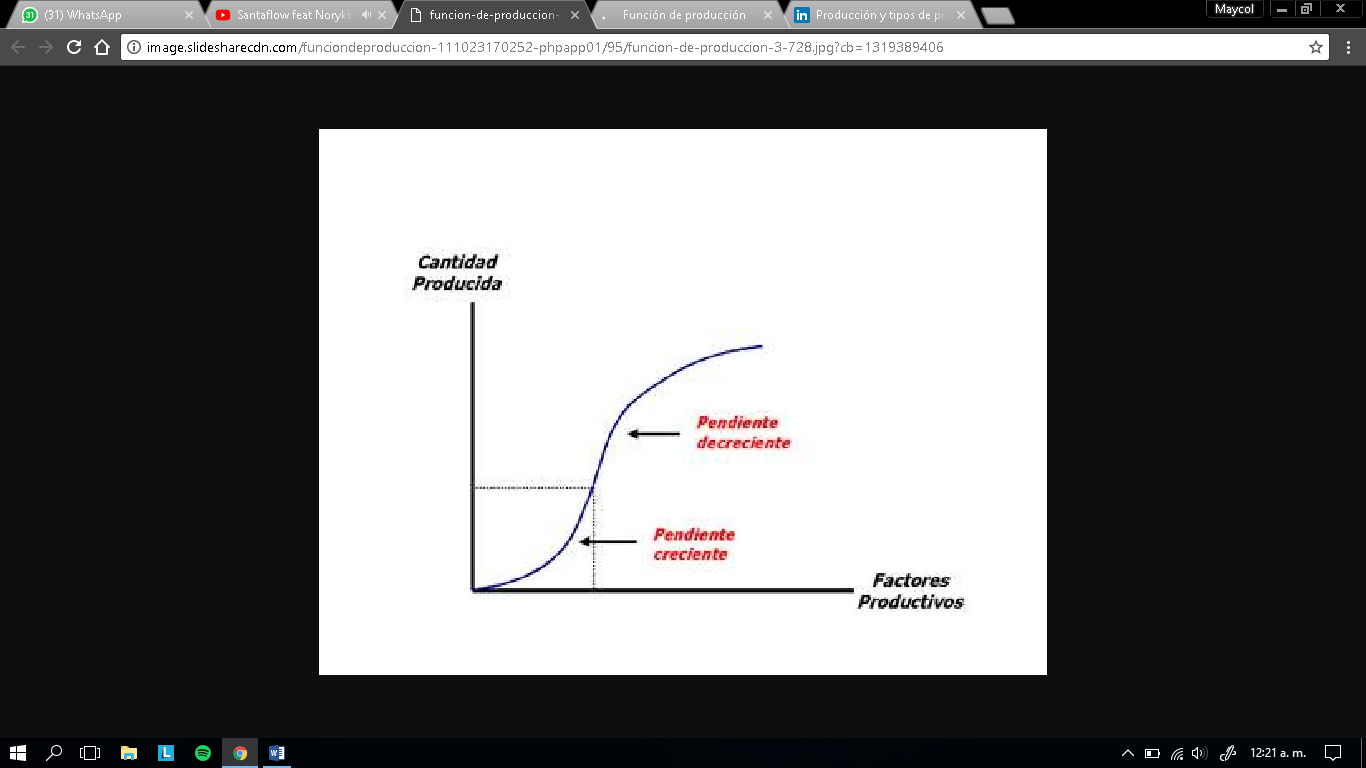 (31) WhatsApp
Santaflow feat Noryk
funcion-de-produccion-
Función de producción
Producción y tipos de pr
Maycol
image.slidesharecdn.com/funciondeproduccion-111023170252-phpapp01/95/funcion-de-produccion-3-728.jpg?cb=1319389406
Cantidad
Producida
Pendiente
decreciente
Pendiente
creciente
Factores
Productivos
12:21 a. m.